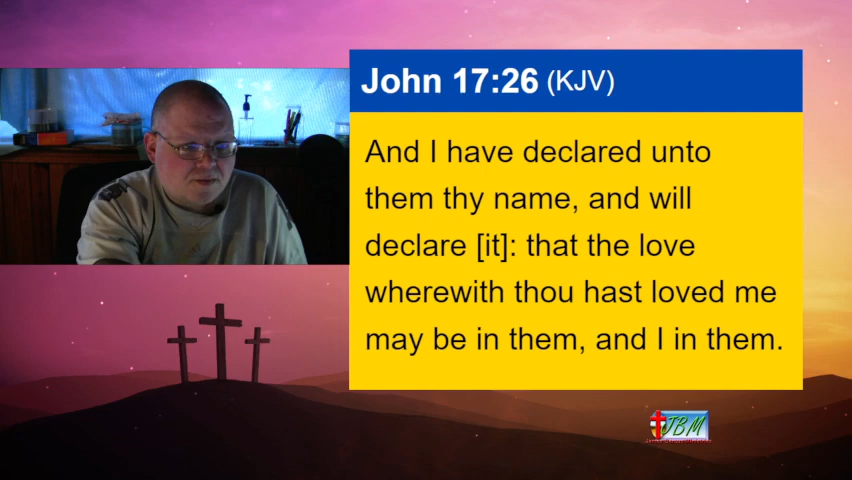 John 17:26 (KJV)
And I have declared unto
them thy name, and will
declare [it]: that the love
wherewith thou hast loved me
may be in them, and I in them.
JBM